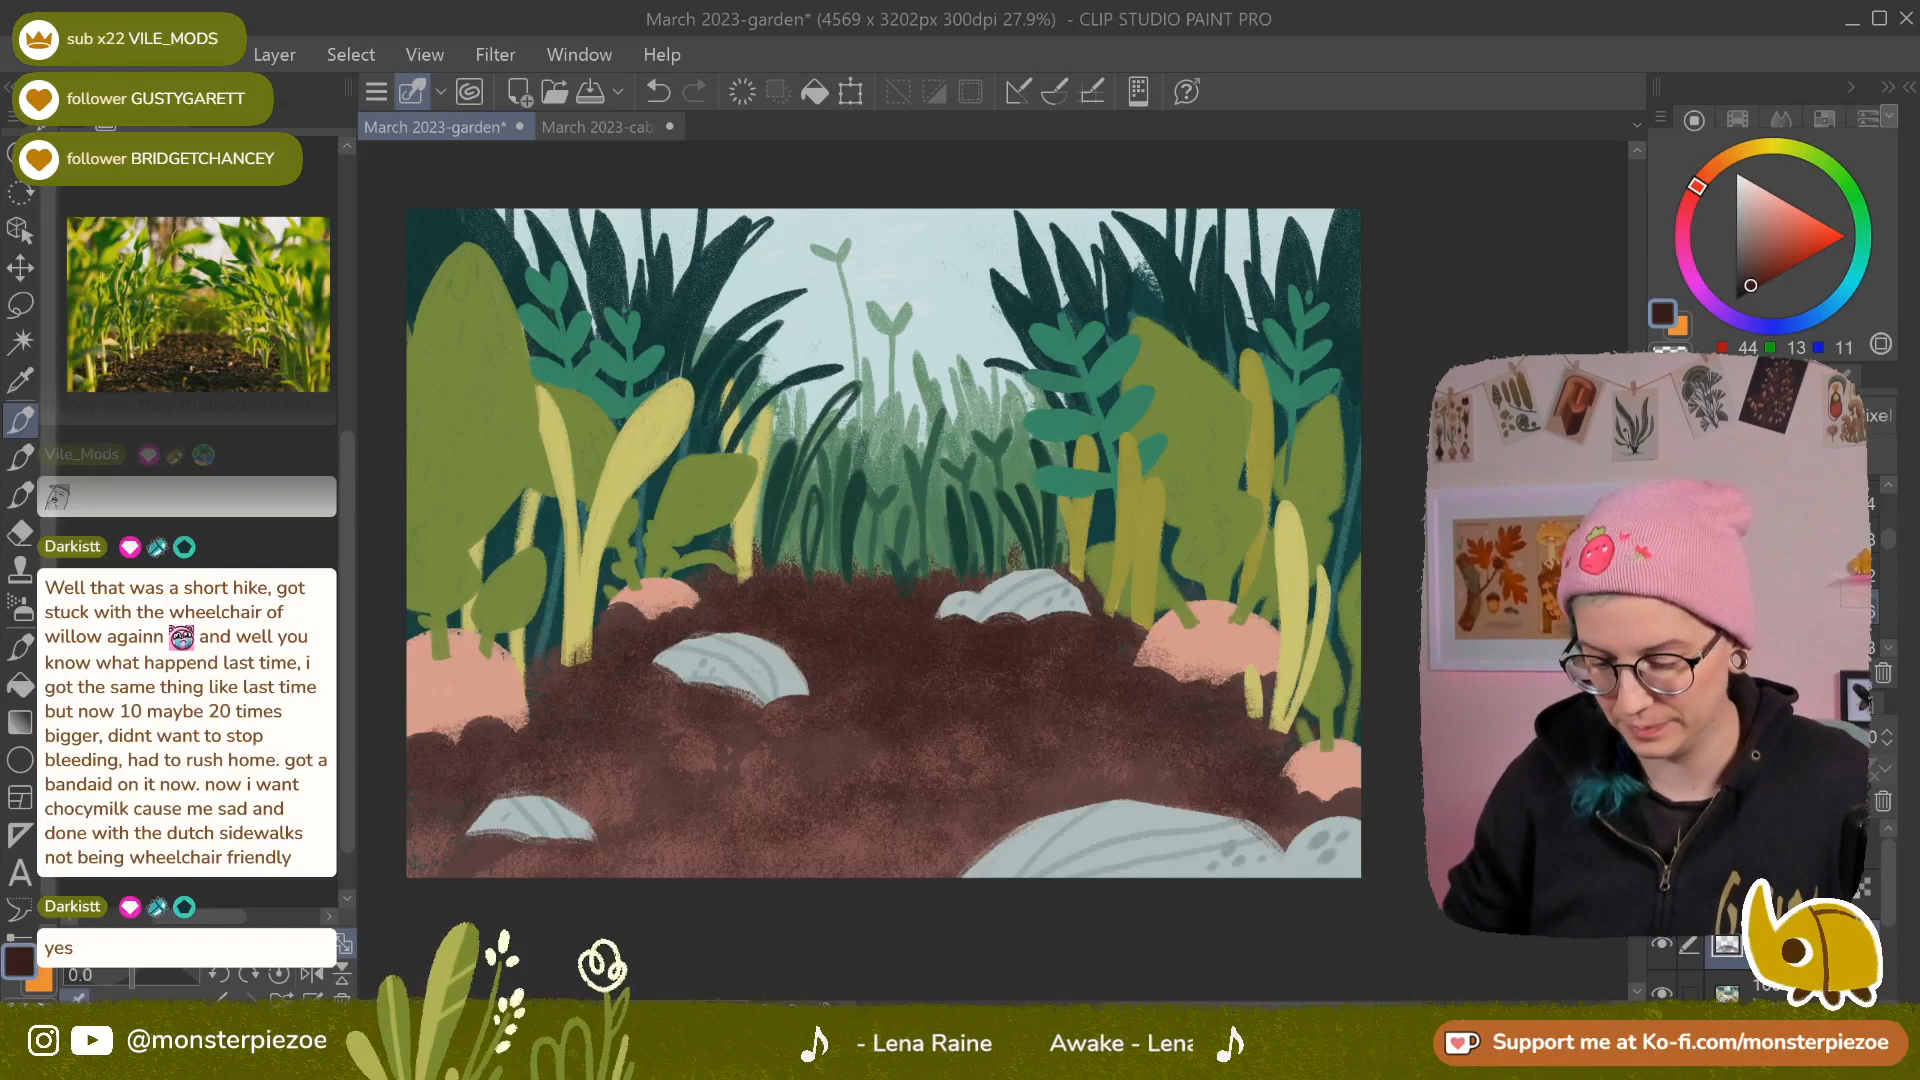 March 2023-garden* (4569 x 3202px 300dpi 27.9%) - CLIP STUDIO PAINT PRO
sub x22 VILE_MODS
Layer Select View Filter Window Help
follower GUSTYGARETT
March 2023-garden* March 2023-cab
follower BRIDGETCHANCEY
44 13 11
Vile_Mods
Darkistt
Well that was a short hike, got
stuck with the wheelchair of
willow againn and well you
know what happend last time, i
got the same thing like last time
but now 10 maybe 20 times
bigger, didnt want to stop
bleeding, had to rush home. got a
bandaid on it now. now i want
chocymilk cause me sad and
done with the dutch sidewalks
not being wheelchair friendly
Darkistt
yes
0.0
@monsterpiezoe
- Lena Raine Awake - Lena
Support me at Ko-fi.com/monsterpiezoe